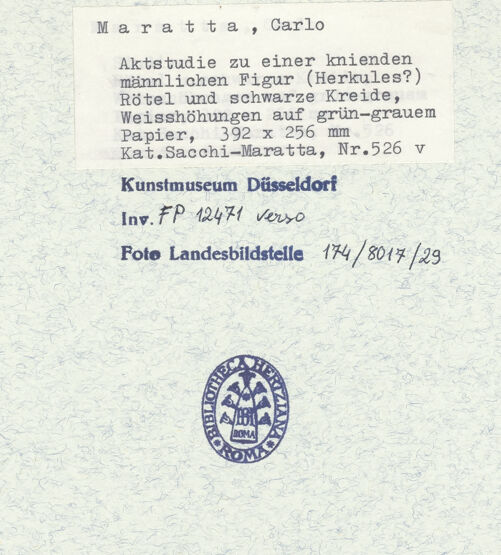 M a r a t t a , Carlo
Aktstudie zu einer knienden
männlichen Figur (Herkules?)
Rötel und schwarze Kreide,
Weisshöhungen auf grün-grauem
Papier, 392 x 256 mm
Kat.Sacchi-Maratta, Nr.526 v
Kunstmuseum Düsseldorf
Inv. FP 12471 verso
Foto Landesbildstelle 174/8017/29
BIBLIOTHECA HERTZIANA
BH
ROMA
ROMA